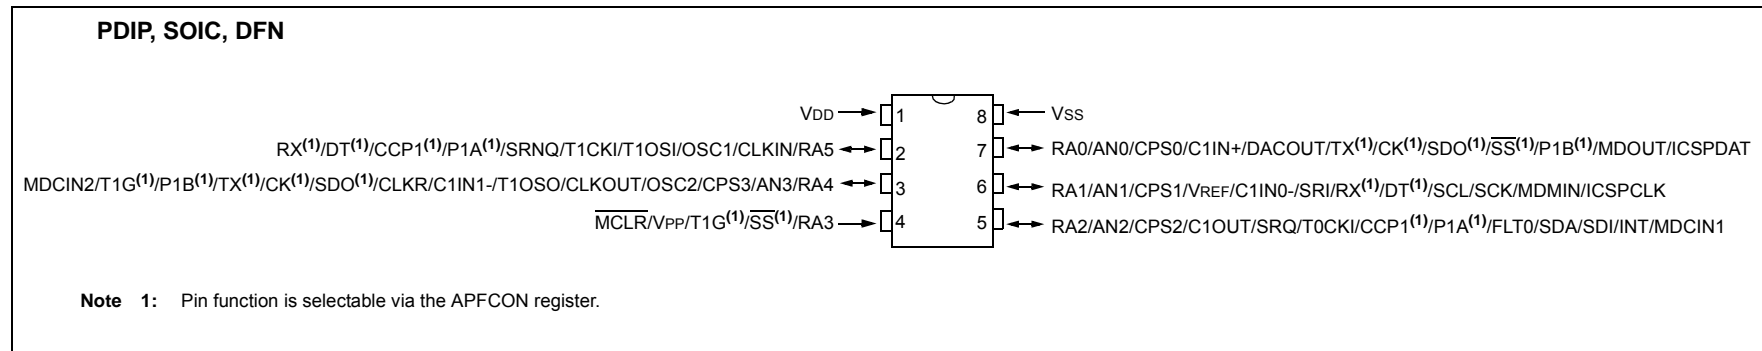 PDIP, SOIC, DFN
VDD
1
8
VSS
RX(1)/DT(1)/CCP1(1)/P1A(1)/SRNQ/T1CKI/T1OSI/OSC1/CLKIN/RA5
2
7
RA0/AN0/CPS0/C1IN+/DACOUT/TX(1)/CK(1)/SDO(1)/SS(1)/P1B(1)/MDOUT/ICSPDAT
MDCIN2/T1G(1)/P1B(1)/TX(1)/CK(1)/SDO(1)/CLKR/C1IN1-/T1OSO/CLKOUT/OSC2/CPS3/AN3/RA4
3
6
RA1/AN1/CPS1/VREF/C1IN0-/SRI/RX(1)/DT(1)/SCL/SCK/MDMIN/ICSPCLK
MCLR/VPP/T1G(1)/SS(1)/RA3
4
5
RA2/AN2/CPS2/C1OUT/SRQ/T0CKI/CCP1(1)/P1A(1)/FLT0/SDA/SDI/INT/MDCIN1
Note 1: Pin function is selectable via the APFCON register.